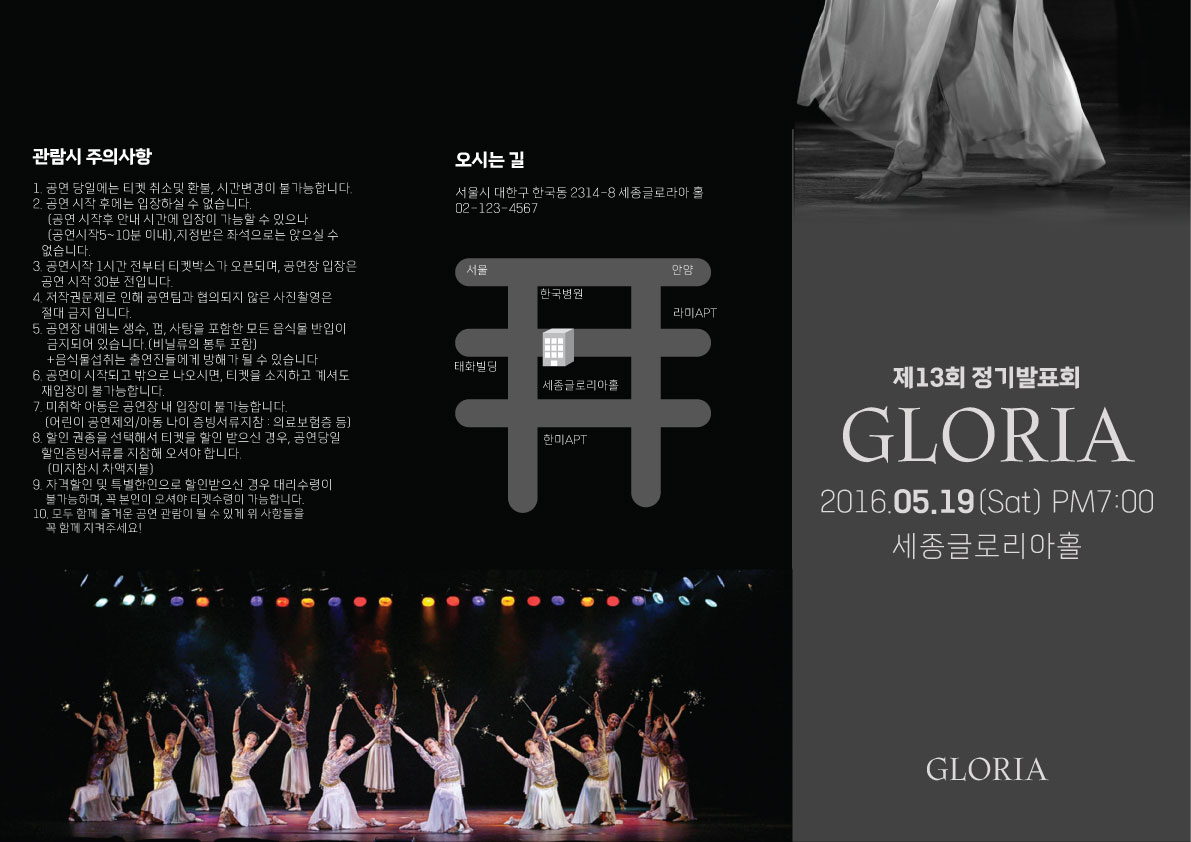 관람시 주의사항
1. 공연 당일에는 티켓 취소및 환불, 시간변경이 불가능합니다.
2. 공연 시작 후에는 입장하실 수 없습니다.
(공연 시작후 안내 시간에 입장이 가능할 수 있으나
(공연시작5~10분 이내),지정받은 좌석으로는 앉으실 수
없습니다.
3. 공연시작 1시간 전부터 티켓박스가 오픈되며, 공연장 입장은
공연 시작 30분 전입니다.
4. 저작권문제로 인해 공연팀과 협의되지 않은 사진촬영은
절대 금지 입니다.
5. 공연장 내에는 생수, 껌, 사탕을 포함한 모든 음식물 반입이
금지되어 있습니다.(비닐류의 봉투 포함)
+음식물섭취는 출연진들에게 방해가 될 수 있습니다
6. 공연이 시작되고 밖으로 나오시면, 티켓을 소지하고 계셔도
재입장이 불가능합니다.
7. 미취학 아동은 공연장 내 입장이 불가능합니다.
(어린이 공연제외/아동 나이 증빙서류지참 : 의료보험증 등)
8. 할인 권종을 선택해서 티켓을 할인 받으신 경우, 공연당일
할인증빙서류를 지참해 오셔야 합니다.
(미지참시 차액지불)
9. 자격할인 및 특별한인으로 할인받으신 경우 대리수령이
불가능하며, 꼭 본인이 오셔야 티켓수령이 가능합니다.
10. 모두 함께 즐거운 공연 관람이 될 수 있게 위 사항들을
꼭 함께 지켜주세요!
오시는 길
서울시 대한구 한국동 2314-8 세종글로라아 홀
02-123-4567
서울
안양
한국병원
라미APT
태화빌딩
세종글로리아홀
한미APT
제13회 정기발표회
GLORIA
2016.05.19(Sat) PM7:00
세종글로리아홀
GLORIA